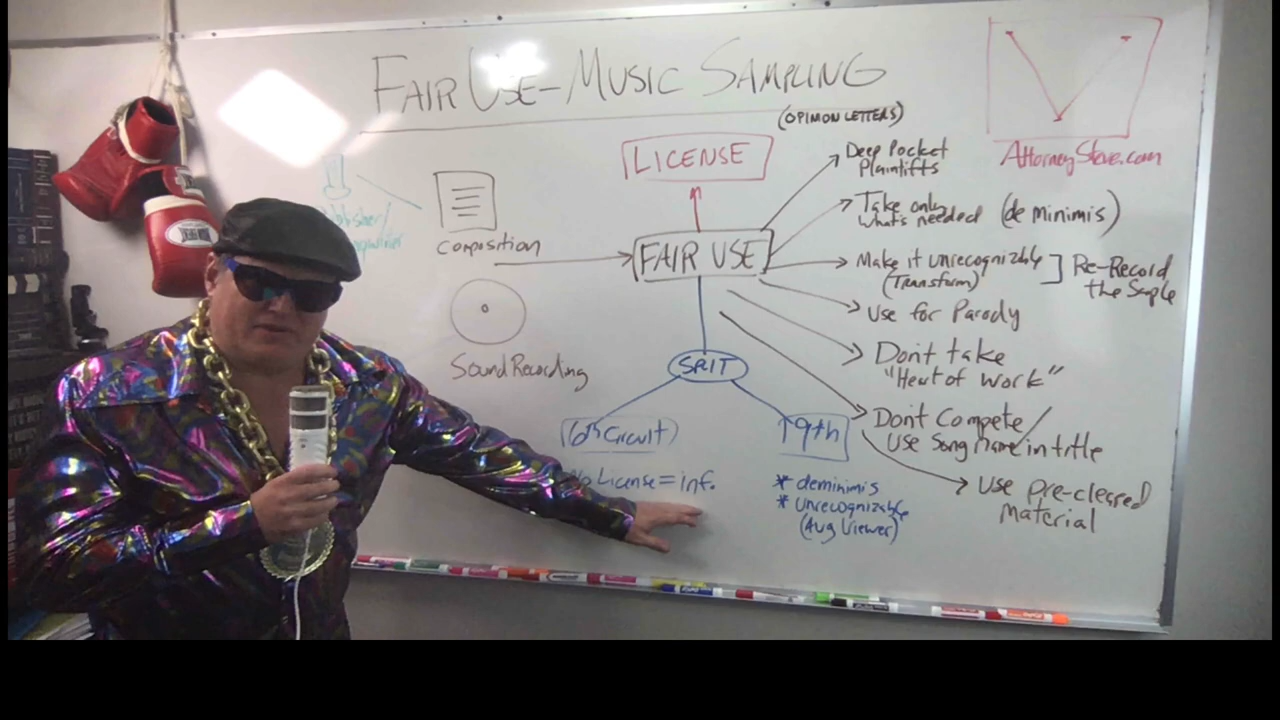 FAIR USE - MUSIC SAMPLING
(OPINION LETTERS)
AttorneySteve.com
LICENSE
Deep Pocket
Plaintiffs
Take only
what's needed (de minimis)
Composition
FAIR USE
Make it unrecognizable
(Transform)
Re-Record
the Sample
Use for Parody
Sound Recording
SPLIT
Don't take
"Heart of Work"
6th Circuit
9th
Don't Compete/
Use Song name in title
No License = inf.
* deminimis
* unrecognizable
(Avg Viewer)
Use pre-cleared
Material